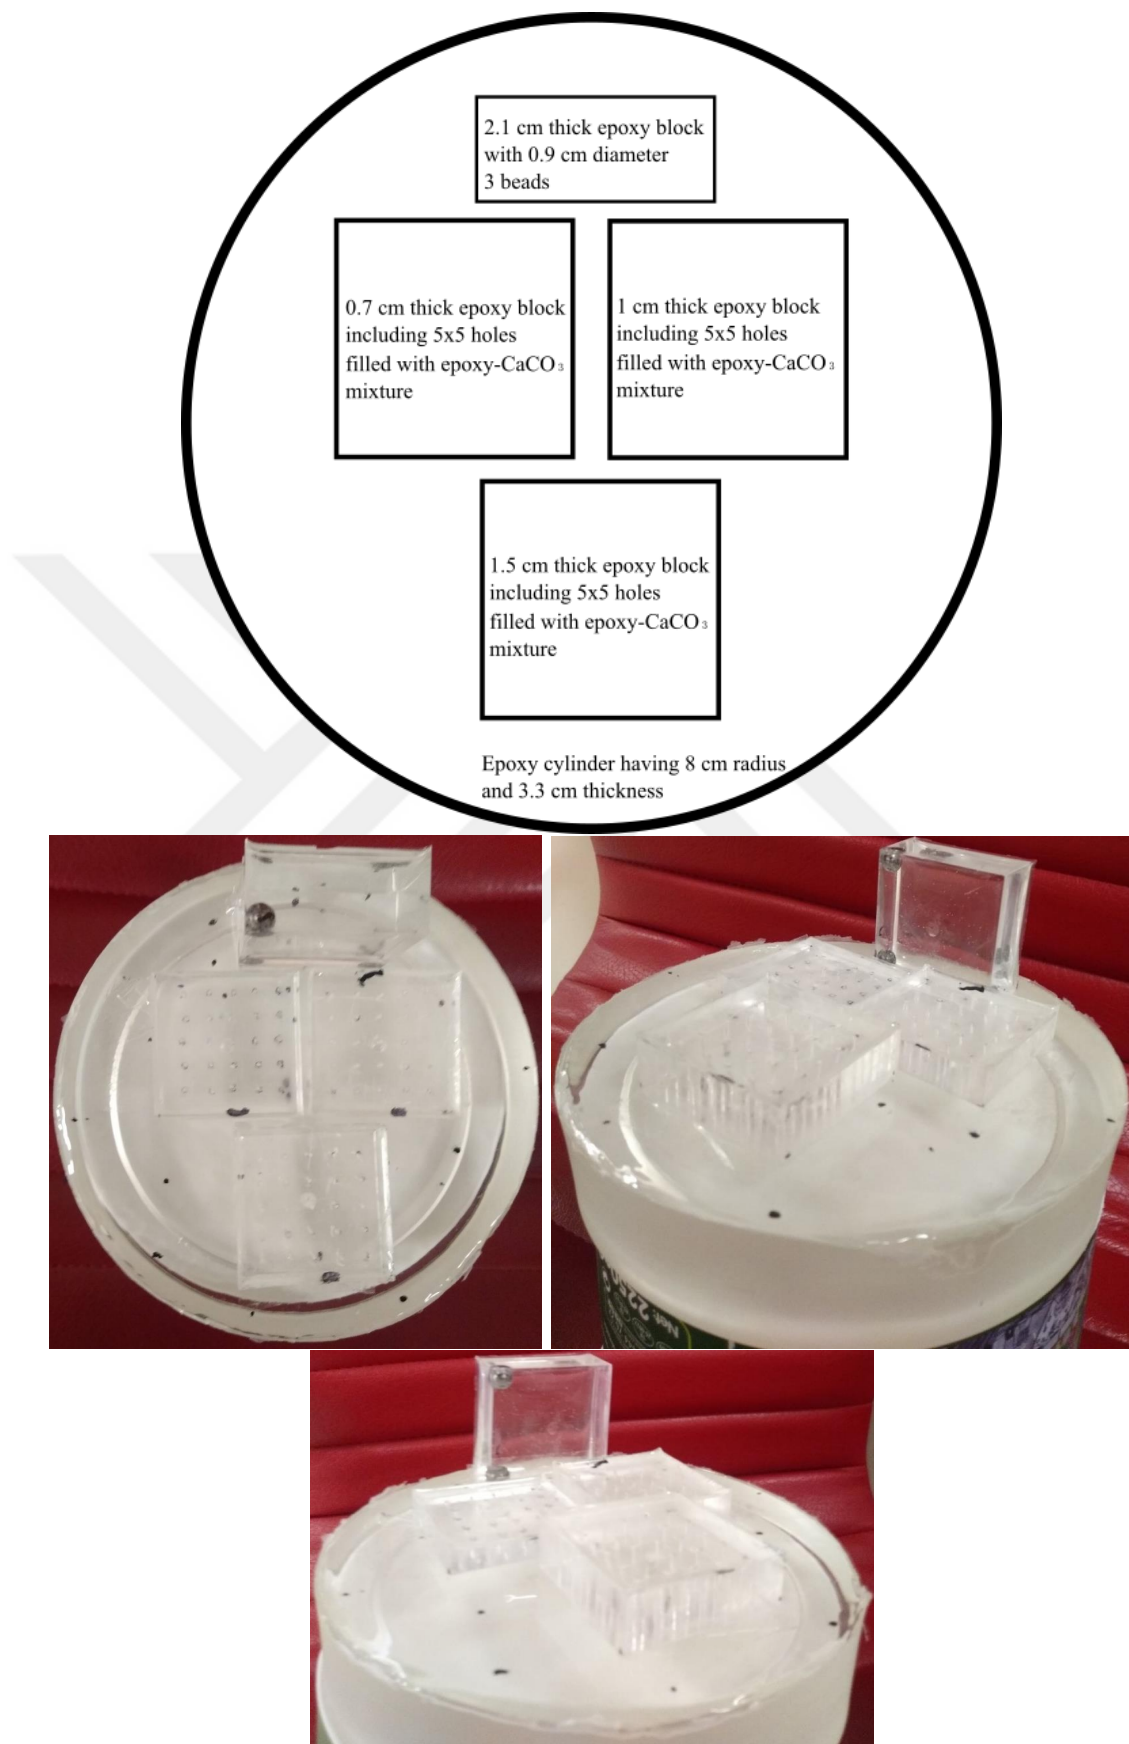 2.1 cm thick epoxy block
with 0.9 cm diameter
3 beads
0.7 cm thick epoxy block
including 5x5 holes
filled with epoxy-CaCO₃
mixture
1 cm thick epoxy block
including 5x5 holes
filled with epoxy-CaCO₃
mixture
1.5 cm thick epoxy block
including 5x5 holes
filled with epoxy-CaCO₃
mixture
Epoxy cylinder having 8 cm radius
and 3.3 cm thickness